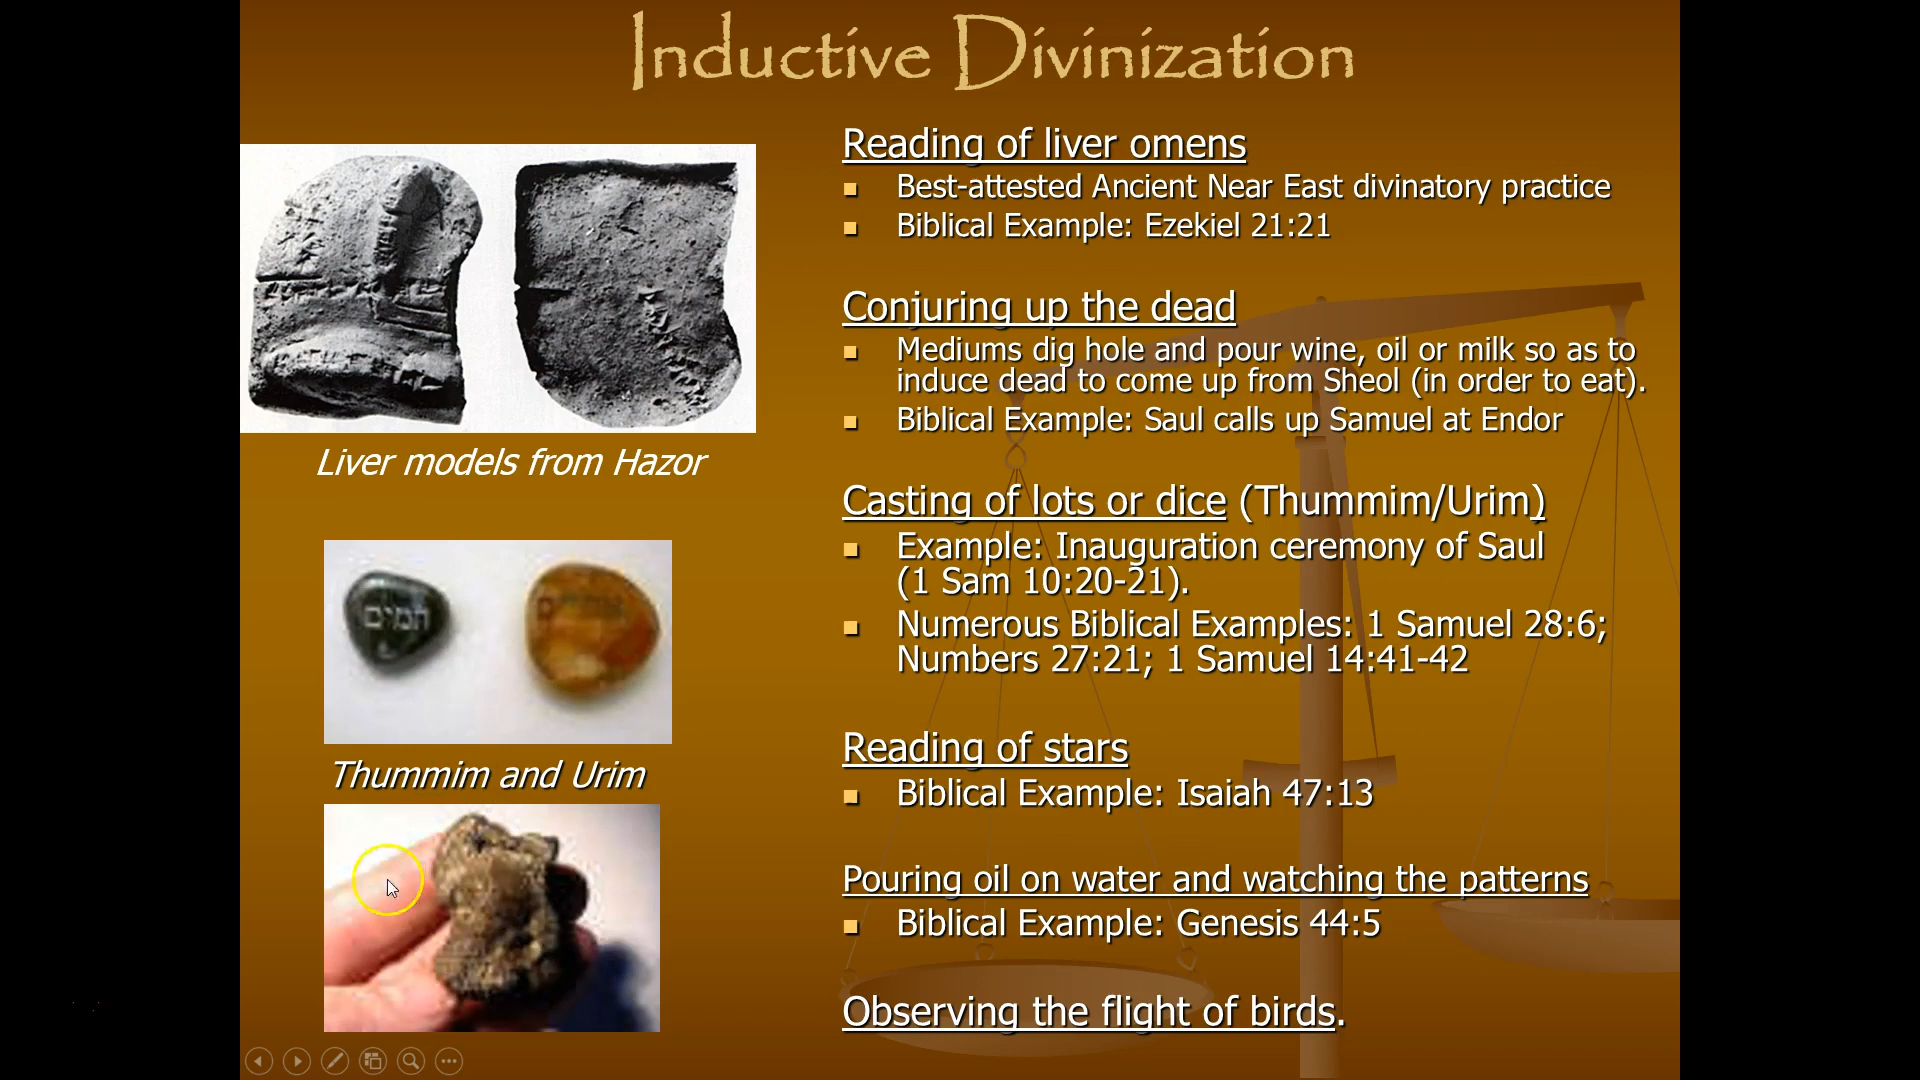 Inductive Divinization
Reading of liver omens
Best-attested Ancient Near East divinatory practice
Biblical Example: Ezekiel 21:21
Conjuring up the dead
Mediums dig hole and pour wine, oil or milk so as to
induce dead to come up from Sheol (in order to eat).
Biblical Example: Saul calls up Samuel at Endor
Casting of lots or dice (Thummim/Urim)
Example: Inauguration ceremony of Saul
(1 Sam 10:20-21).
Numerous Biblical Examples: 1 Samuel 28:6;
Numbers 27:21; 1 Samuel 14:41-42
Reading of stars
Biblical Example: Isaiah 47:13
Pouring oil on water and watching the patterns
Biblical Example: Genesis 44:5
Observing the flight of birds.
Liver models from Hazor
תמים
Thummim and Urim